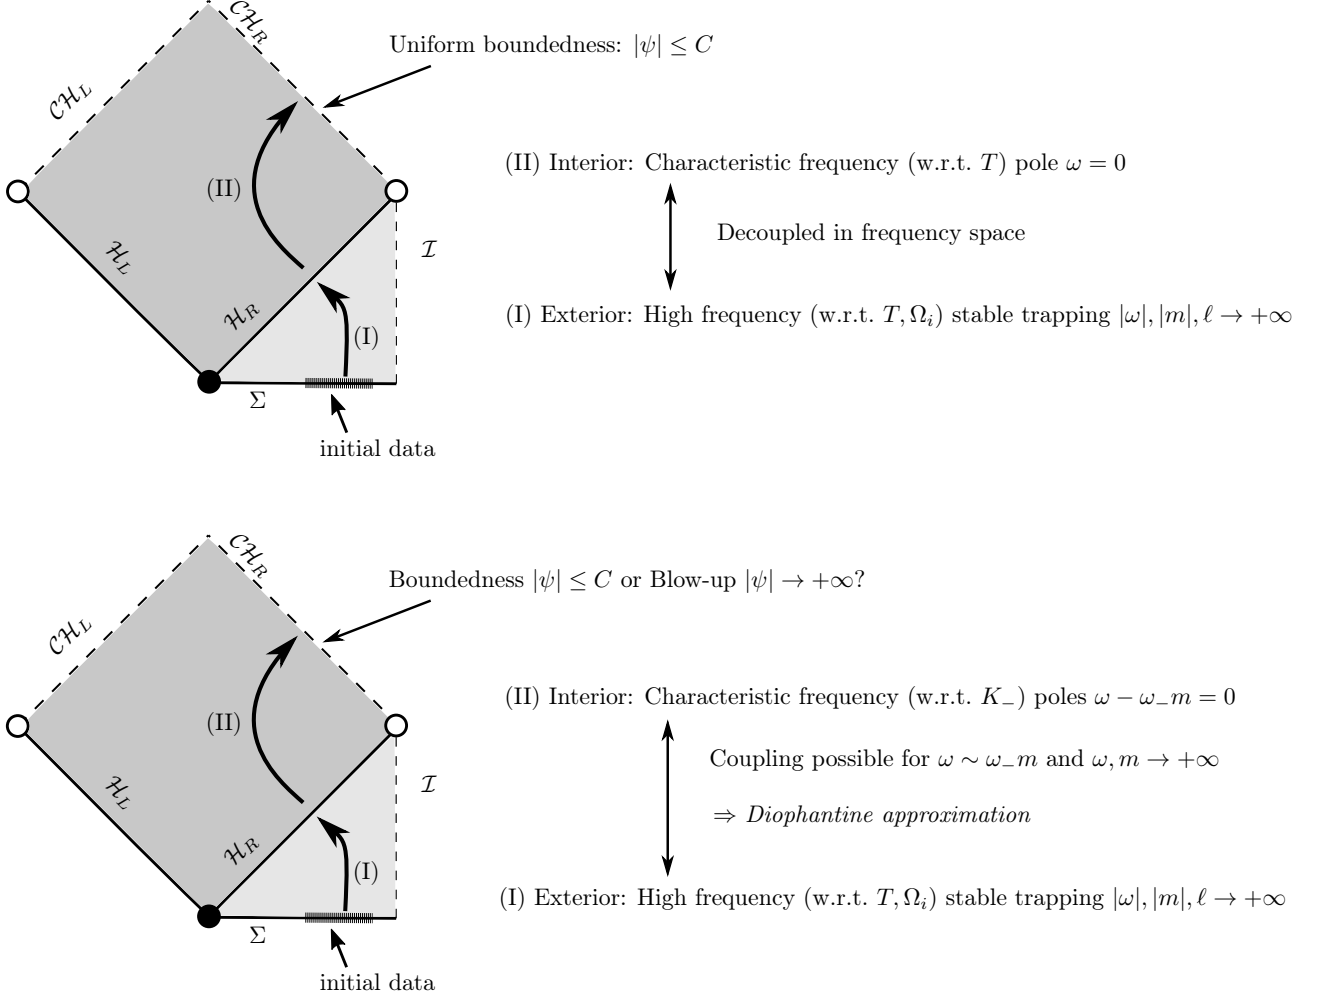 𝒞ℋ_R
Uniform boundedness: |ψ| ≤ C
𝒞ℋ_L
(II) Interior: Characteristic frequency (w.r.t. T) pole ω = 0
(II)
Decoupled in frequency space
ℋ_L
ℐ
ℋ_R
(I) Exterior: High frequency (w.r.t. T, Ω_i) stable trapping |ω|, |m|, ℓ → +∞
(I)
Σ
initial data
𝒞ℋ_R
Boundedness |ψ| ≤ C or Blow-up |ψ| → +∞?
𝒞ℋ_L
(II) Interior: Characteristic frequency (w.r.t. K_−) poles ω − ω_−m = 0
(II)
Coupling possible for ω ∼ ω_−m and ω, m → +∞
ℋ_L
ℐ
⇒ Diophantine approximation
ℋ_R
(I)
(I) Exterior: High frequency (w.r.t. T, Ω_i) stable trapping |ω|, |m|, ℓ → +∞
Σ
initial data